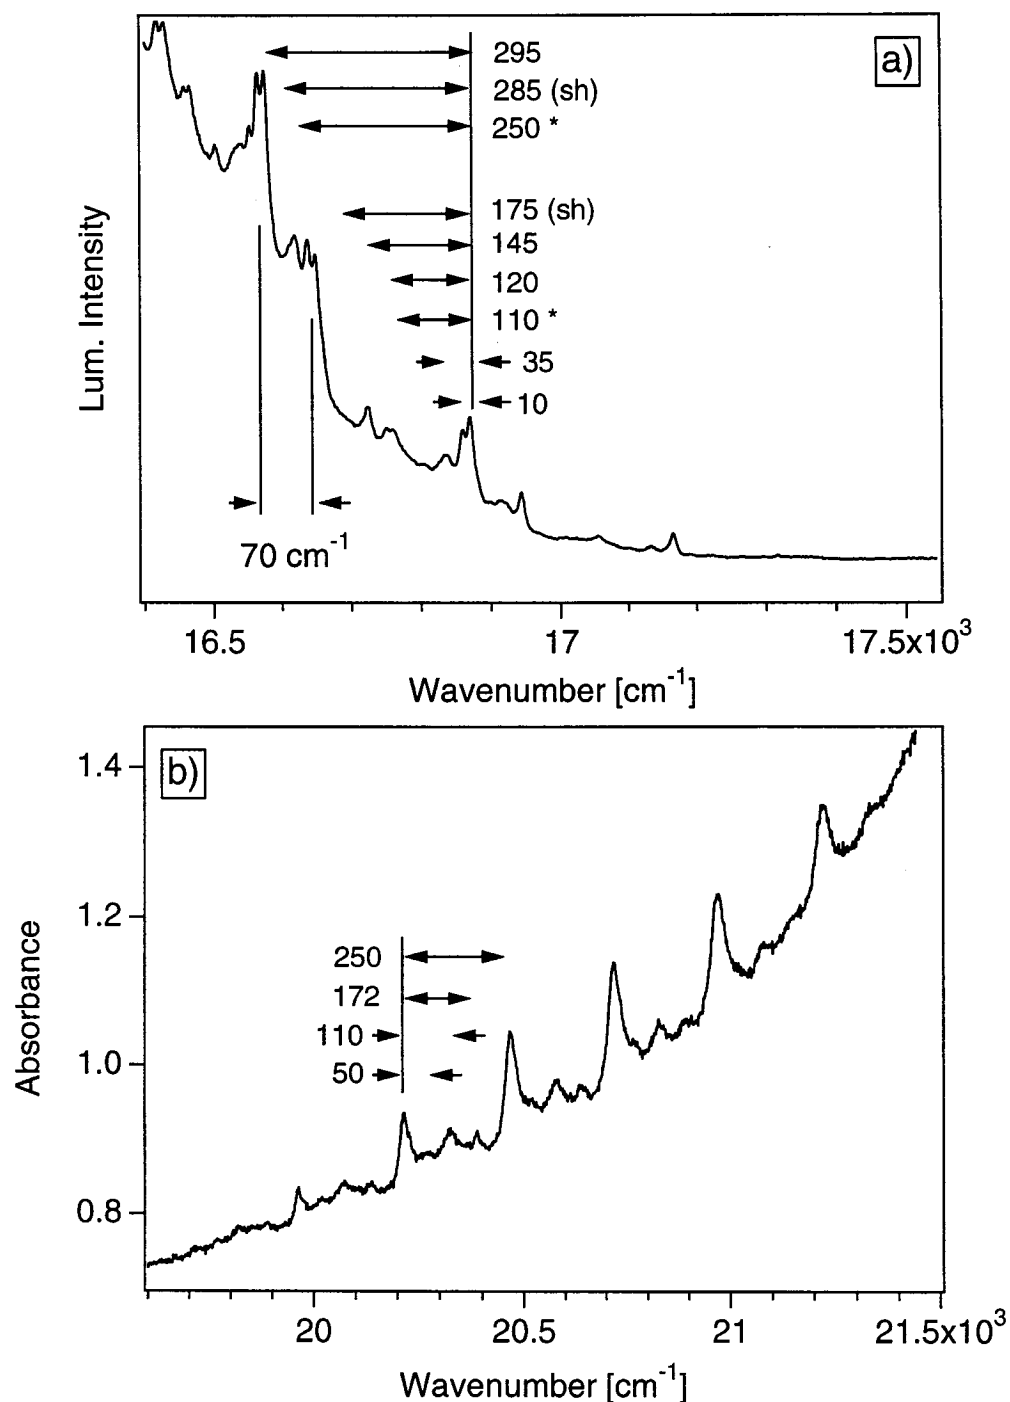 a)
295
285 (sh)
250 *
175 (sh)
145
120
110 *
35
10
70 cm-1
Lum. Intensity
16.5 17 17.5x10³
Wavenumber [cm-1]
b)
1.4
1.2
1.0
0.8
250
172
110
50
Absorbance
20 20.5 21 21.5x10³
Wavenumber [cm-1]